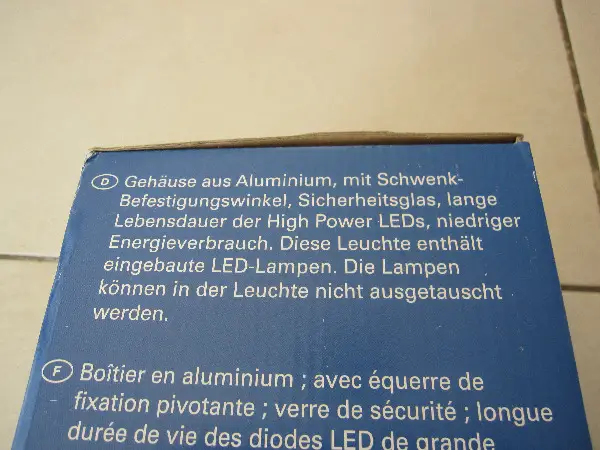 D Gehäuse aus Aluminium, mit Schwenk-
Befestigungswinkel, Sicherheitsglas, lange
Lebensdauer der High Power LEDs, niedriger
Energieverbrauch. Diese Leuchte enthält
eingebaute LED-Lampen. Die Lampen
können in der Leuchte nicht ausgetauscht
werden.
F Boîtier en aluminium ; avec équerre de
fixation pivotante ; verre de sécurité ; longue
durée de vie des diodes LED de grande